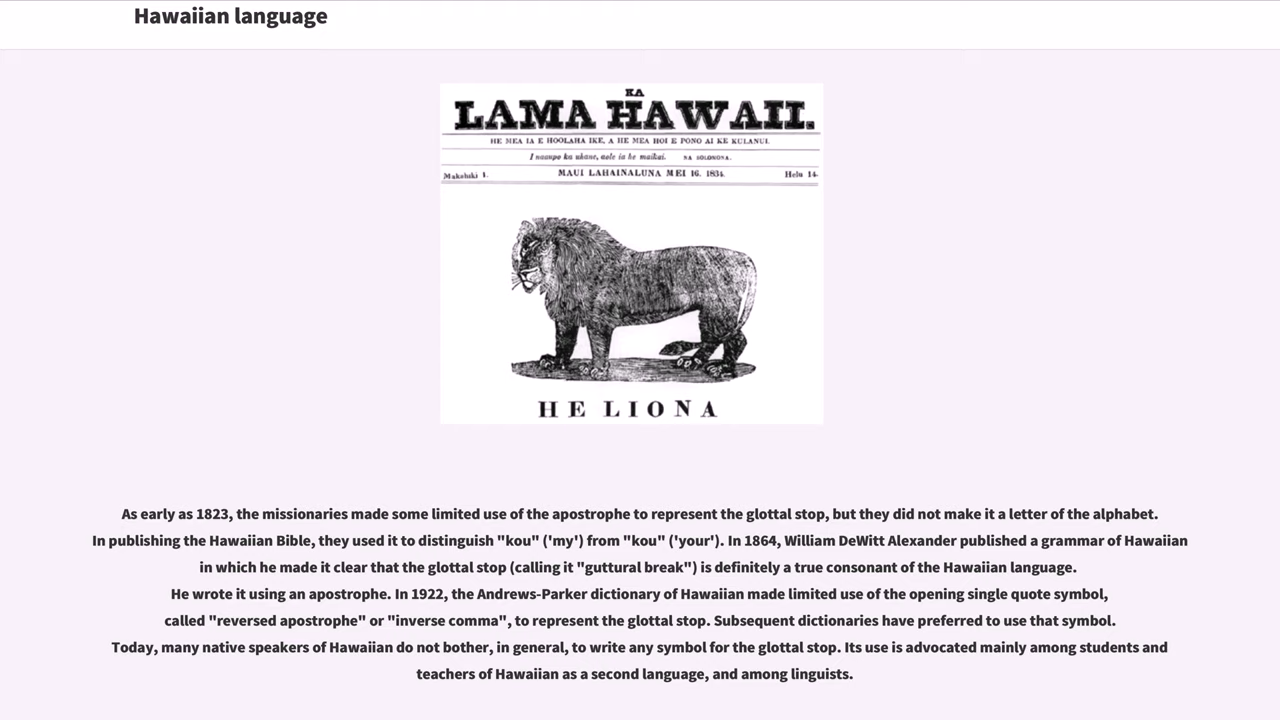 Hawaiian language
KA
LAMA HAWAII.
HE MEA IA E HOOLAHA IKE, A HE MEA HOI E PONO AI KE KULANUI.
I naaupo ka uhane, aole ia he maikai. NA SOLOMONA.
Makahiki 1. MAUI LAHAINALUNA MEI 16. 1834. Helu 14.
HE LIONA
As early as 1823, the missionaries made some limited use of the apostrophe to represent the glottal stop, but they did not make it a letter of the alphabet.
In publishing the Hawaiian Bible, they used it to distinguish "kou" ('my') from "kou" ('your'). In 1864, William DeWitt Alexander published a grammar of Hawaiian
in which he made it clear that the glottal stop (calling it "guttural break") is definitely a true consonant of the Hawaiian language.
He wrote it using an apostrophe. In 1922, the Andrews-Parker dictionary of Hawaiian made limited use of the opening single quote symbol,
called "reversed apostrophe" or "inverse comma", to represent the glottal stop. Subsequent dictionaries have preferred to use that symbol.
Today, many native speakers of Hawaiian do not bother, in general, to write any symbol for the glottal stop. Its use is advocated mainly among students and
teachers of Hawaiian as a second language, and among linguists.